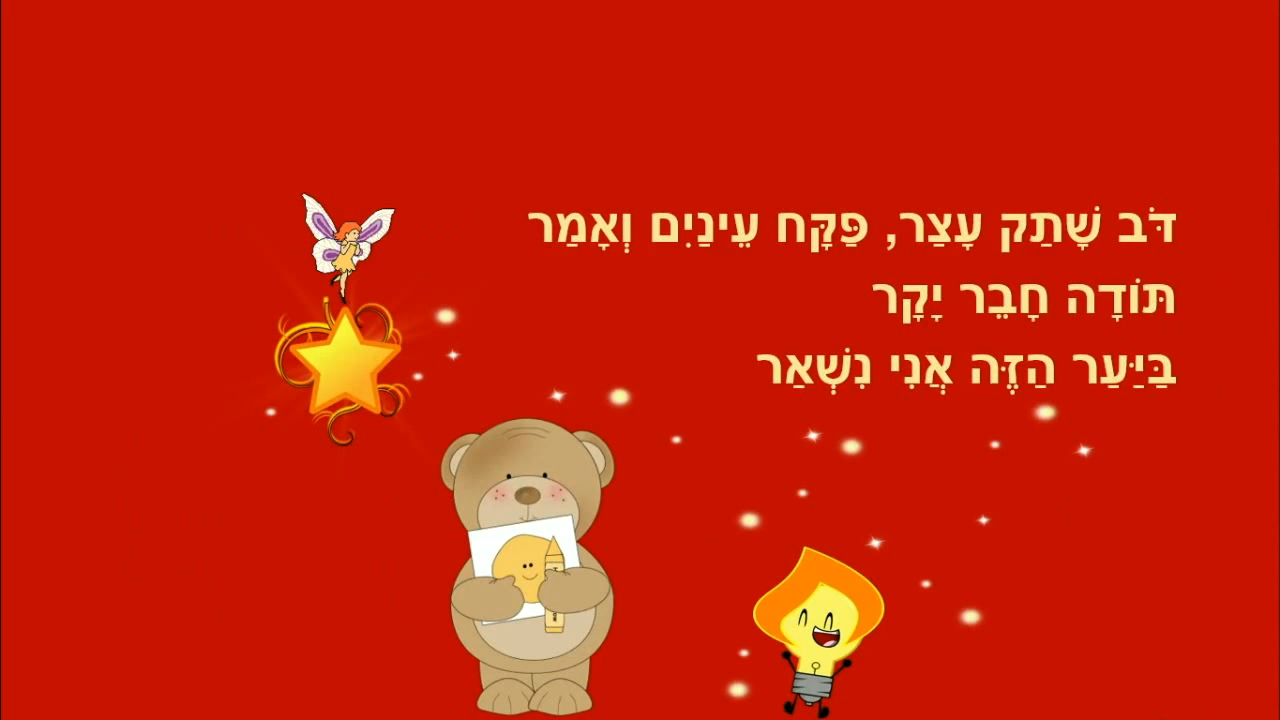 דֹּב שָׁתַק עָצַר, פַּקָּח עֵינַיִם וְאָמַר
תּוֹדָה חָבֵר יָקָר
בַּיַּעַר הַזֶּה אֲנִי נִשְׁאַר